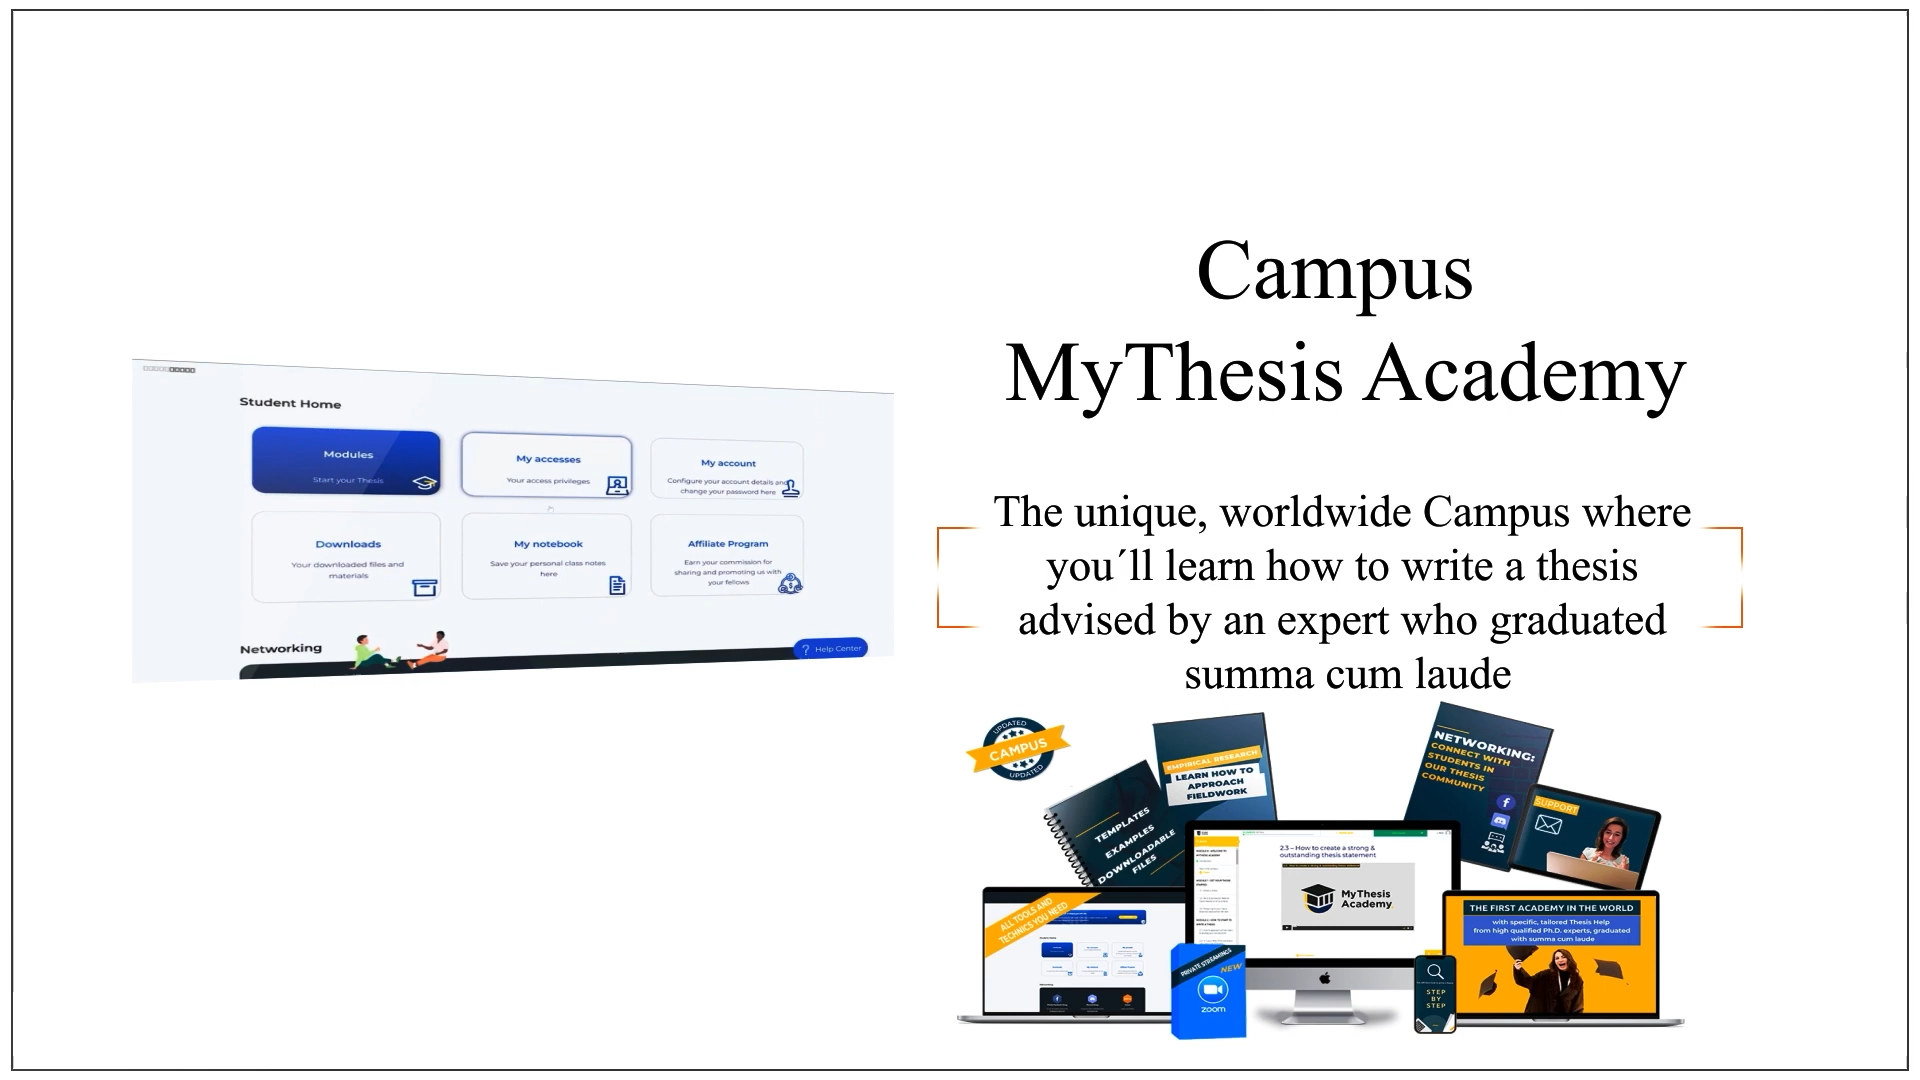 Campus
MyThesis Academy
The unique, worldwide Campus where
you´ll learn how to write a thesis
advised by an expert who graduated
summa cum laude
Student Home
Modules
Start your Thesis
My accesses
Your access privileges
My account
Configure your account details and
change your password here
Downloads
Your downloaded files and
materials
My notebook
Save your personal class notes
here
Affiliate Program
Earn your commission for
sharing and promoting us with
your fellows
Networking
? Help Center
UPDATED
CAMPUS
UPDATED
TEMPLATES
EXAMPLES
DOWNLOADABLE
FILES
EMPIRICAL RESEARCH
LEARN HOW TO
APPROACH
FIELDWORK
NETWORKING:
CONNECT WITH
STUDENTS IN
OUR THESIS
COMMUNITY
SUPPORT
ALL TOOLS AND
TECHNICS YOU NEED
2.3 – How to create a strong &
outstanding thesis statement
MyThesis
Academy
PRIVATE STREAMINGS
NEW
zoom
STEP
BY
STEP
THE FIRST ACADEMY IN THE WORLD
with specific, tailored Thesis Help
from high qualified Ph.D. experts, graduated
with summa cum laude